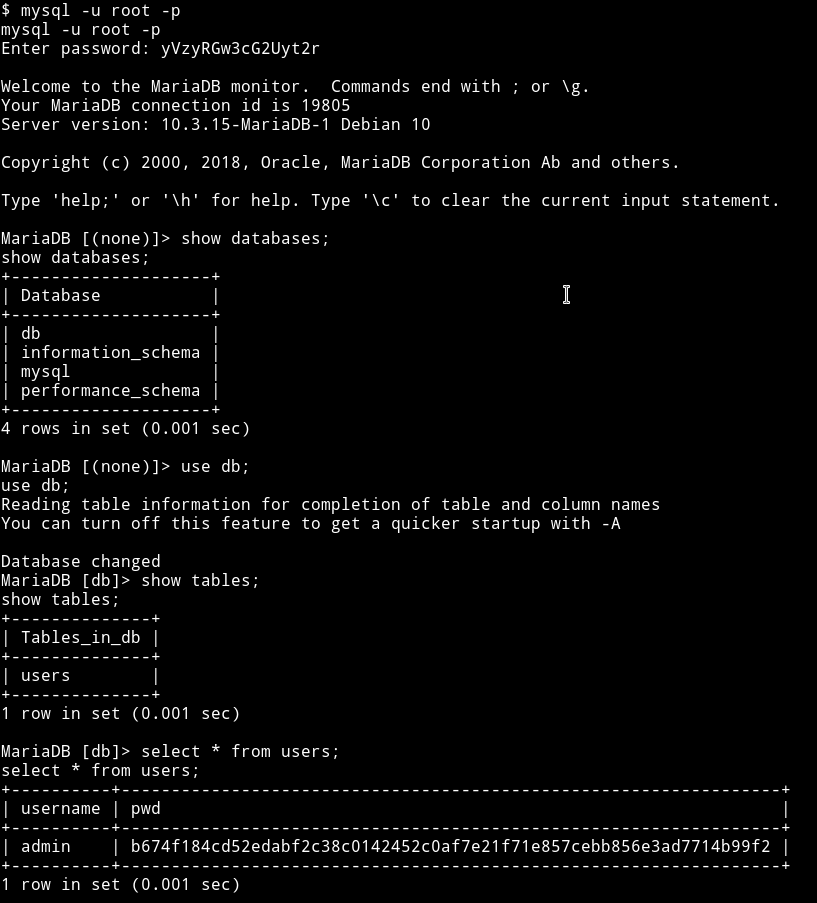 $ mysql -u root -p
mysql -u root -p
Enter password: yVzyRGw3cG2Uyt2r
Welcome to the MariaDB monitor.  Commands end with ; or \g.
Your MariaDB connection id is 19805
Server version: 10.3.15-MariaDB-1 Debian 10
Copyright (c) 2000, 2018, Oracle, MariaDB Corporation Ab and others.
Type 'help;' or '\h' for help. Type '\c' to clear the current input statement.
MariaDB [(none)]> show databases;
show databases;
+--------------------+
| Database           |
+--------------------+
| db                 |
| information_schema |
| mysql              |
| performance_schema |
+--------------------+
4 rows in set (0.001 sec)
MariaDB [(none)]> use db;
use db;
Reading table information for completion of table and column names
You can turn off this feature to get a quicker startup with -A
Database changed
MariaDB [db]> show tables;
show tables;
+--------------+
| Tables_in_db |
+--------------+
| users        |
+--------------+
1 row in set (0.001 sec)
MariaDB [db]> select * from users;
select * from users;
+----------+------------------------------------------------------------------+
| username | pwd                                                              |
+----------+------------------------------------------------------------------+
| admin    | b674f184cd52edabf2c38c0142452c0af7e21f71e857cebb856e3ad7714b99f2 |
+----------+------------------------------------------------------------------+
1 row in set (0.001 sec)